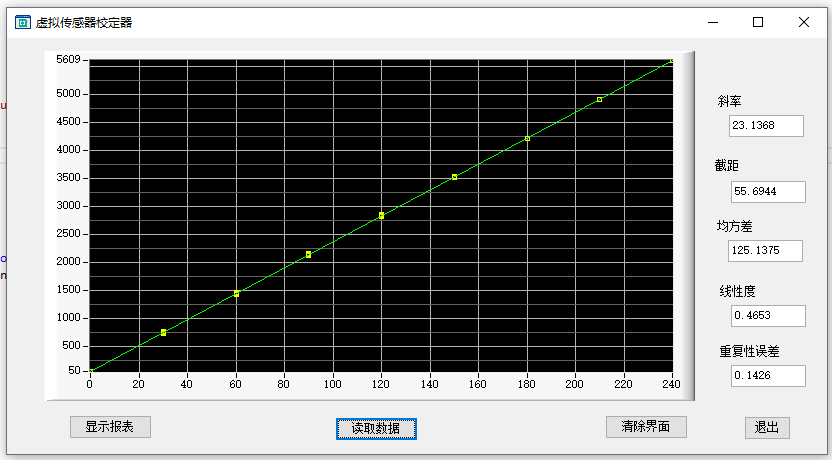 虚拟传感器校定器
5609
5000
4500
4000
3500
3000
2500
2000
1500
1000
500
50
0 20 40 60 80 100 120 140 160 180 200 220 240
斜率
23.1368
截距
55.6944
均方差
125.1375
线性度
0.4653
重复性误差
0.1426
显示报表 读取数据 清除界面 退出
u
o
n